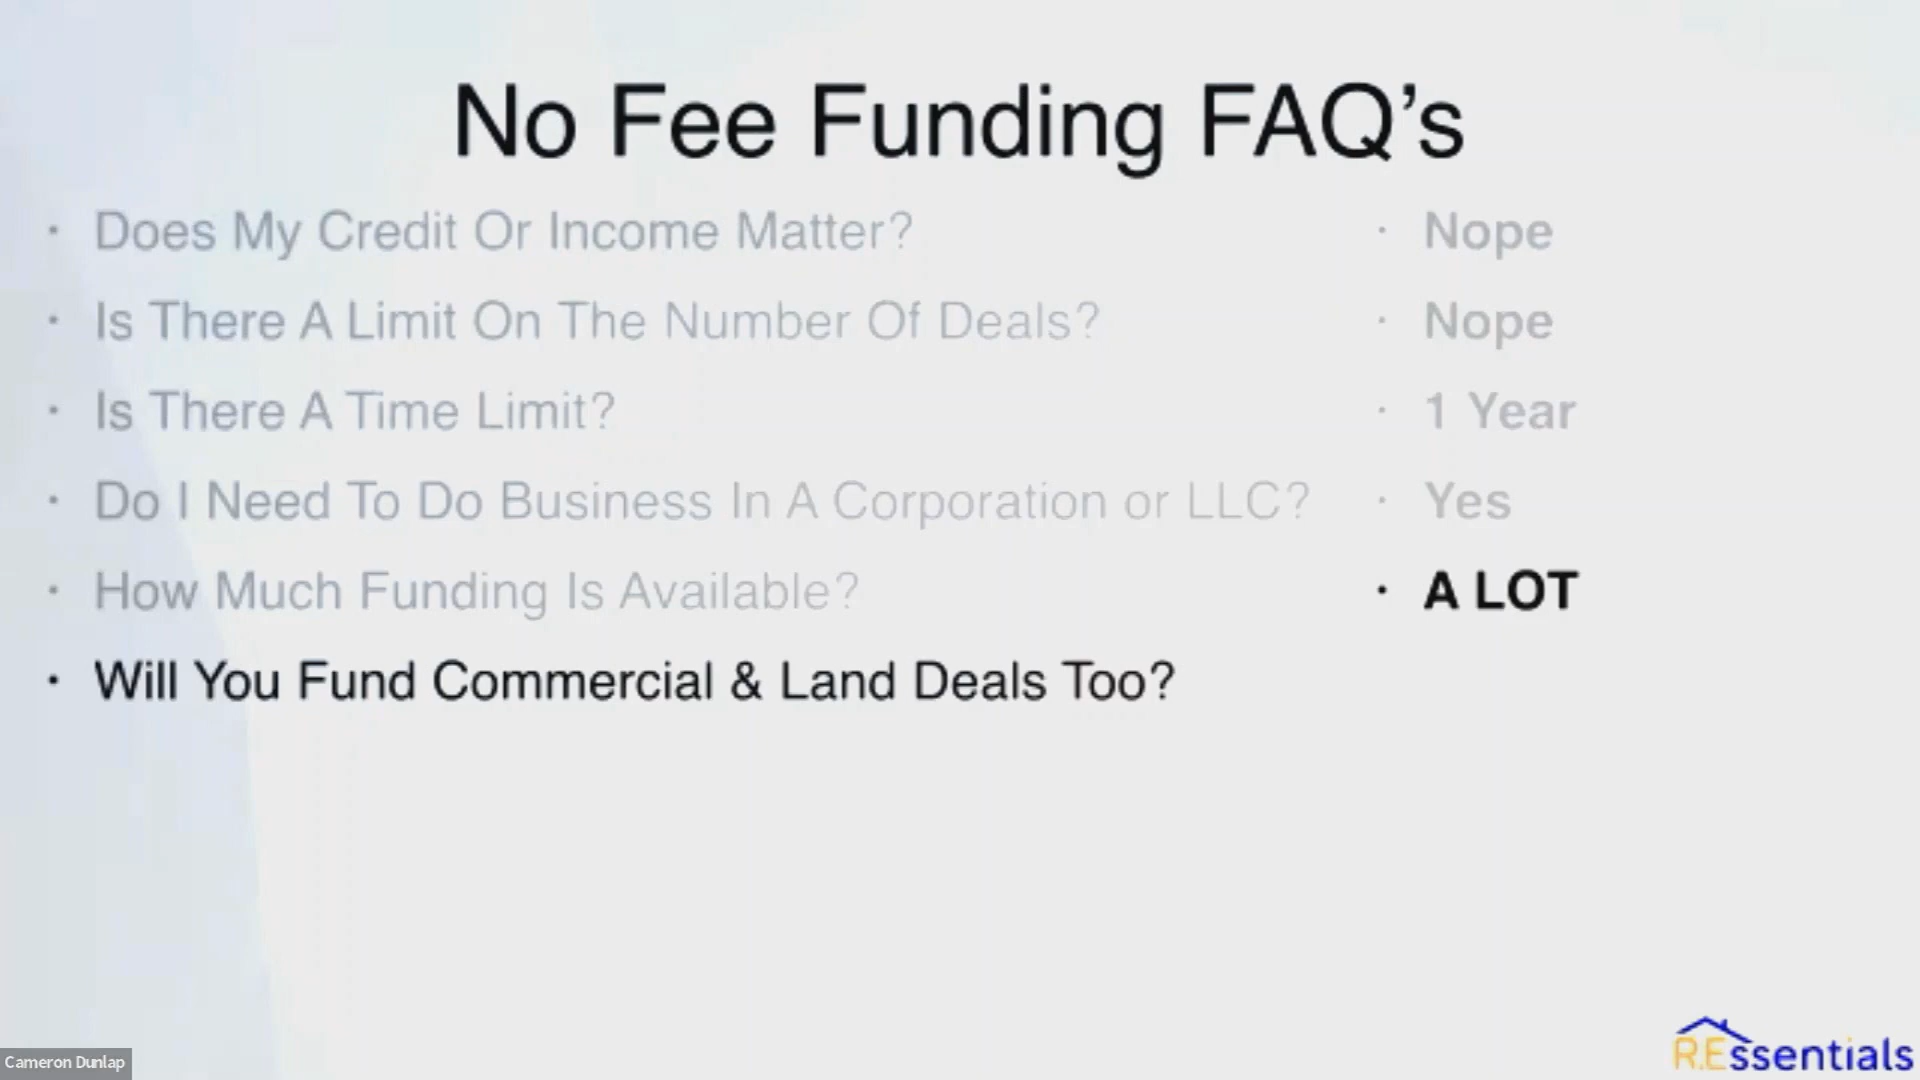 No Fee Funding FAQ's
• Does My Credit Or Income Matter? • Nope
• Is There A Limit On The Number Of Deals? • Nope
• Is There A Time Limit? • 1 Year
• Do I Need To Do Business In A Corporation or LLC? • Yes
• How Much Funding Is Available? • A LOT
• Will You Fund Commercial & Land Deals Too?
Cameron Dunlap
R.Essentials